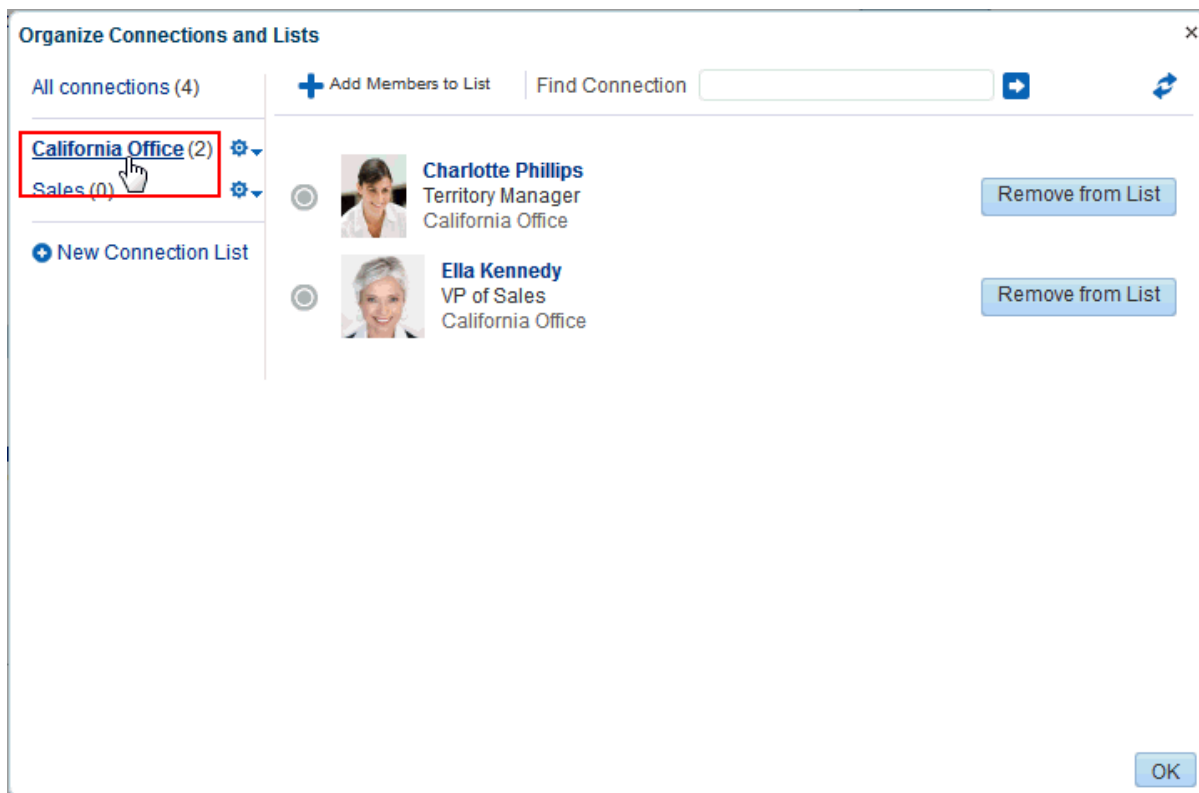 Organize Connections and Lists
All connections (4)
Add Members to List
Find Connection
California Office (2)
Sales (0)
New Connection List
Charlotte Phillips
Territory Manager
California Office
Remove from List
Ella Kennedy
VP of Sales
California Office
Remove from List
OK